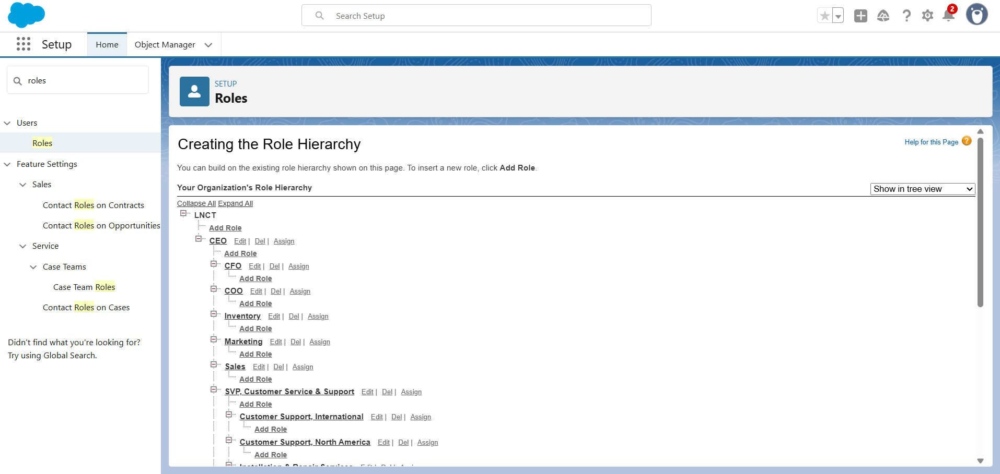 Search Setup
2
Setup
Home
Object Manager
roles
Users
Roles
Feature Settings
Sales
Contact Roles on Contracts
Contact Roles on Opportunities
Service
Case Teams
Case Team Roles
Contact Roles on Cases
Didn't find what you're looking for?
Try using Global Search.
SETUP
Roles
Creating the Role Hierarchy
Help for this Page ?
You can build on the existing role hierarchy shown on this page. To insert a new role, click Add Role.
Your Organization's Role Hierarchy
Show in tree view
Collapse All Expand All
LNCT
Add Role
CEO Edit | Del | Assign
Add Role
CFO Edit | Del | Assign
Add Role
COO Edit | Del | Assign
Add Role
Inventory Edit | Del | Assign
Add Role
Marketing Edit | Del | Assign
Add Role
Sales Edit | Del | Assign
Add Role
SVP, Customer Service & Support Edit | Del | Assign
Add Role
Customer Support, International Edit | Del | Assign
Add Role
Customer Support, North America Edit | Del | Assign
Add Role
Installation & Repair Services Edit | Del | Assign